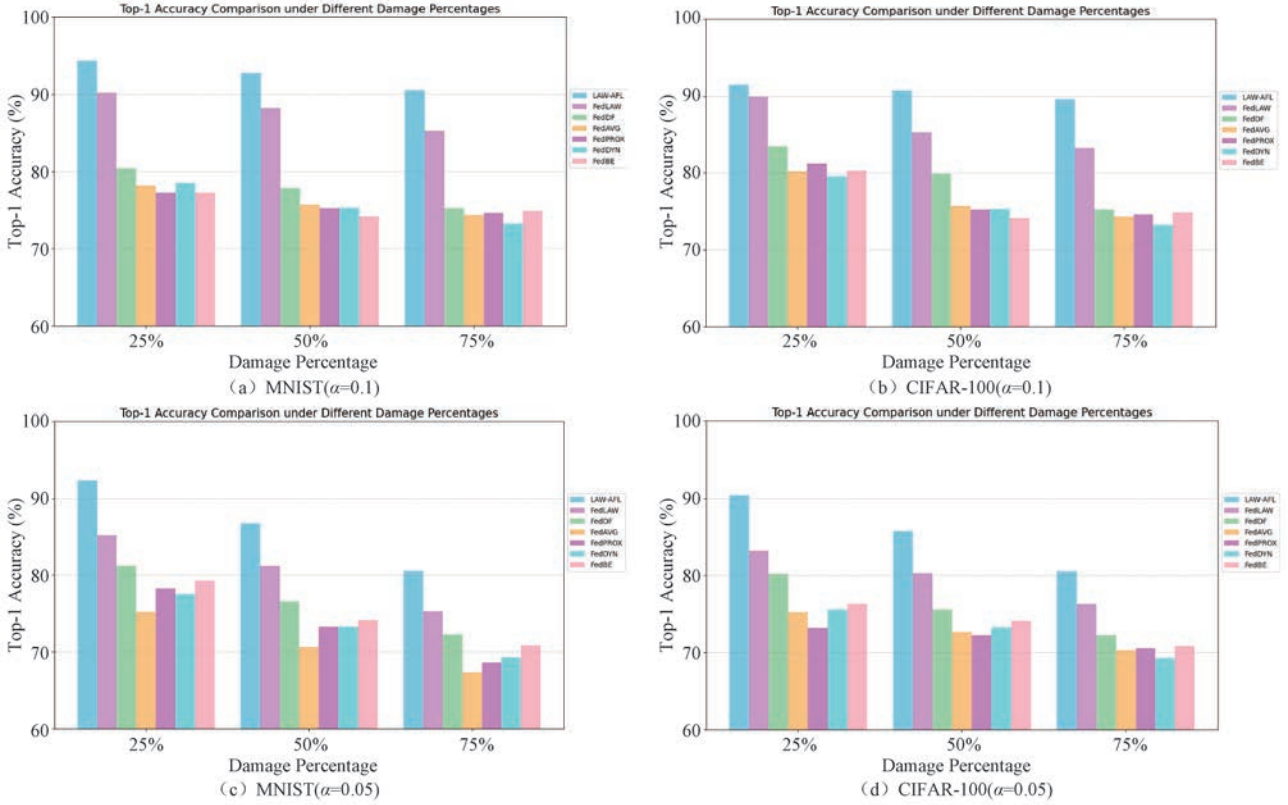 Top-1 Accuracy Comparison under Different Damage Percentages
100
90
80
70
60
Top-1 Accuracy (%)
25%
50%
75%
Damage Percentage
LAW-AFL
FedLAW
FedDF
FedAVG
FedPROX
FedDYN
FedBE
（a）MNIST(α=0.1)
Top-1 Accuracy Comparison under Different Damage Percentages
100
90
80
70
60
Top-1 Accuracy (%)
25%
50%
75%
Damage Percentage
LAW-AFL
FedLAW
FedDF
FedAVG
FedPROX
FedDYN
FedBE
（b）CIFAR-100(α=0.1)
Top-1 Accuracy Comparison under Different Damage Percentages
100
90
80
70
60
Top-1 Accuracy (%)
25%
50%
75%
Damage Percentage
LAW-AFL
FedLAW
FedDF
FedAVG
FedPROX
FedDYN
FedBE
（c）MNIST(α=0.05)
Top-1 Accuracy Comparison under Different Damage Percentages
100
90
80
70
60
Top-1 Accuracy (%)
25%
50%
75%
Damage Percentage
LAW-AFL
FedLAW
FedDF
FedAVG
FedPROX
FedDYN
FedBE
（d）CIFAR-100(α=0.05)